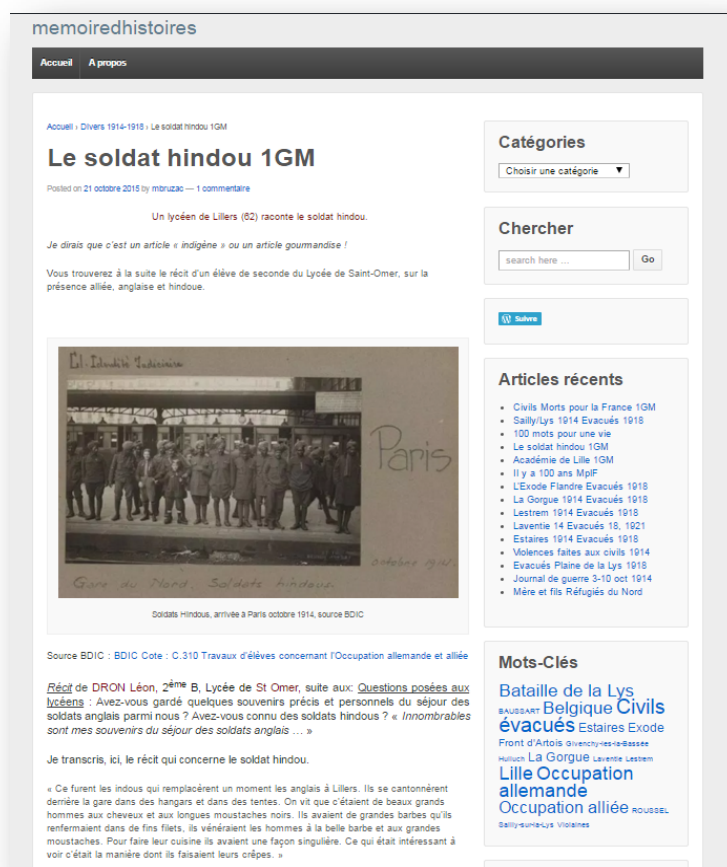 memoiredhistoires
Accueil A propos
Accueil › Divers 1914-1918 › Le soldat hindou 1GM
Le soldat hindou 1GM
Posted on 21 octobre 2015 by mbruzac — 1 commentaire
Un lycéen de Lillers (62) raconte le soldat hindou.
Je dirais que c'est un article « indigène » ou un article gourmandise !
Vous trouverez à la suite le récit d'un élève de seconde du Lycée de Saint-Omer, sur la
présence alliée, anglaise et hindoue.
Paris
octobre 1914.
Gare du Nord. Soldats hindous.
Soldats Hindous, arrivée à Paris octobre 1914, source BDIC
Source BDIC : BDIC Cote : C.310 Travaux d'élèves concernant l'Occupation allemande et alliée
Récit de DRON Léon, 2ème B, Lycée de St Omer, suite aux: Questions posées aux
lycéens : Avez-vous gardé quelques souvenirs précis et personnels du séjour des
soldats anglais parmi nous ? Avez-vous connu des soldats hindous ? « Innombrables
sont mes souvenirs du séjour des soldats anglais … »
Je transcris, ici, le récit qui concerne le soldat hindou.
« Ce furent les indous qui remplacèrent un moment les anglais à Lillers. Ils se cantonnèrent
derrière la gare dans des hangars et dans des tentes. On vit que c'étaient de beaux grands
hommes aux cheveux et aux longues moustaches noirs. Ils avaient de grandes barbes qu'ils
renfermaient dans de fins filets, ils vénéraient les hommes à la belle barbe et aux grandes
moustaches. Pour faire leur cuisine ils avaient une façon singulière. Ce qui était intéressant à
voir c'était la manière dont ils faisaient leurs crêpes. »
Catégories
Choisir une catégorie
Chercher
search here …
Go
Suivre
Articles récents
Civils Morts pour la France 1GM
Sailly/Lys 1914 Evacués 1918
100 mots pour une vie
Le soldat hindou 1GM
Académie de Lille 1GM
Il y a 100 ans MplF
L'Exode Flandre Evacués 1918
La Gorgue 1914 Evacués 1918
Lestrem 1914 Evacués 1918
Laventie 14 Evacués 18, 1921
Estaires 1914 Evacués 1918
Violences faites aux civils 1914
Evacués Plaine de la Lys 1918
Journal de guerre 3-10 oct 1914
Mère et fils Réfugiés du Nord
Mots-Clés
Bataille de la Lys
BAUSSART Belgique Civils
évacués Estaires Exode
Front d'Artois Givenchy-les-la-Bassée
Hulluch La Gorgue Laventie Lestrem
Lille Occupation
allemande
Occupation alliée ROUSSEL
Sailly-sur-la-Lys Violaines